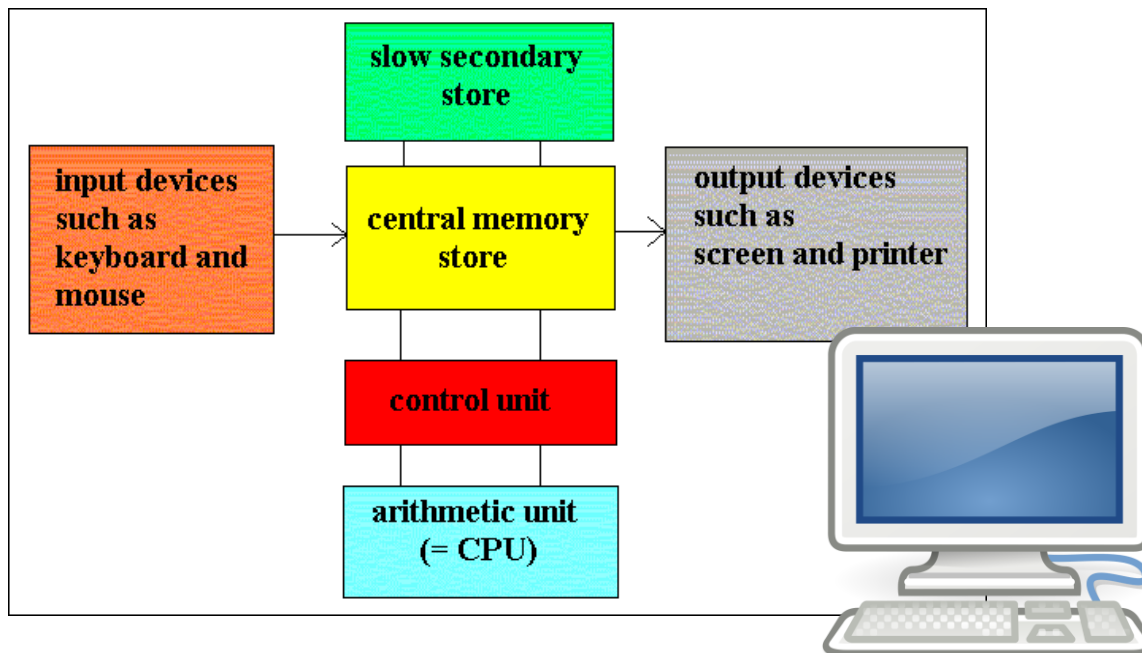 slow secondary
store
input devices
such as
keyboard and
mouse
central memory
store
output devices
such as
screen and printer
control unit
arithmetic unit
(= CPU)